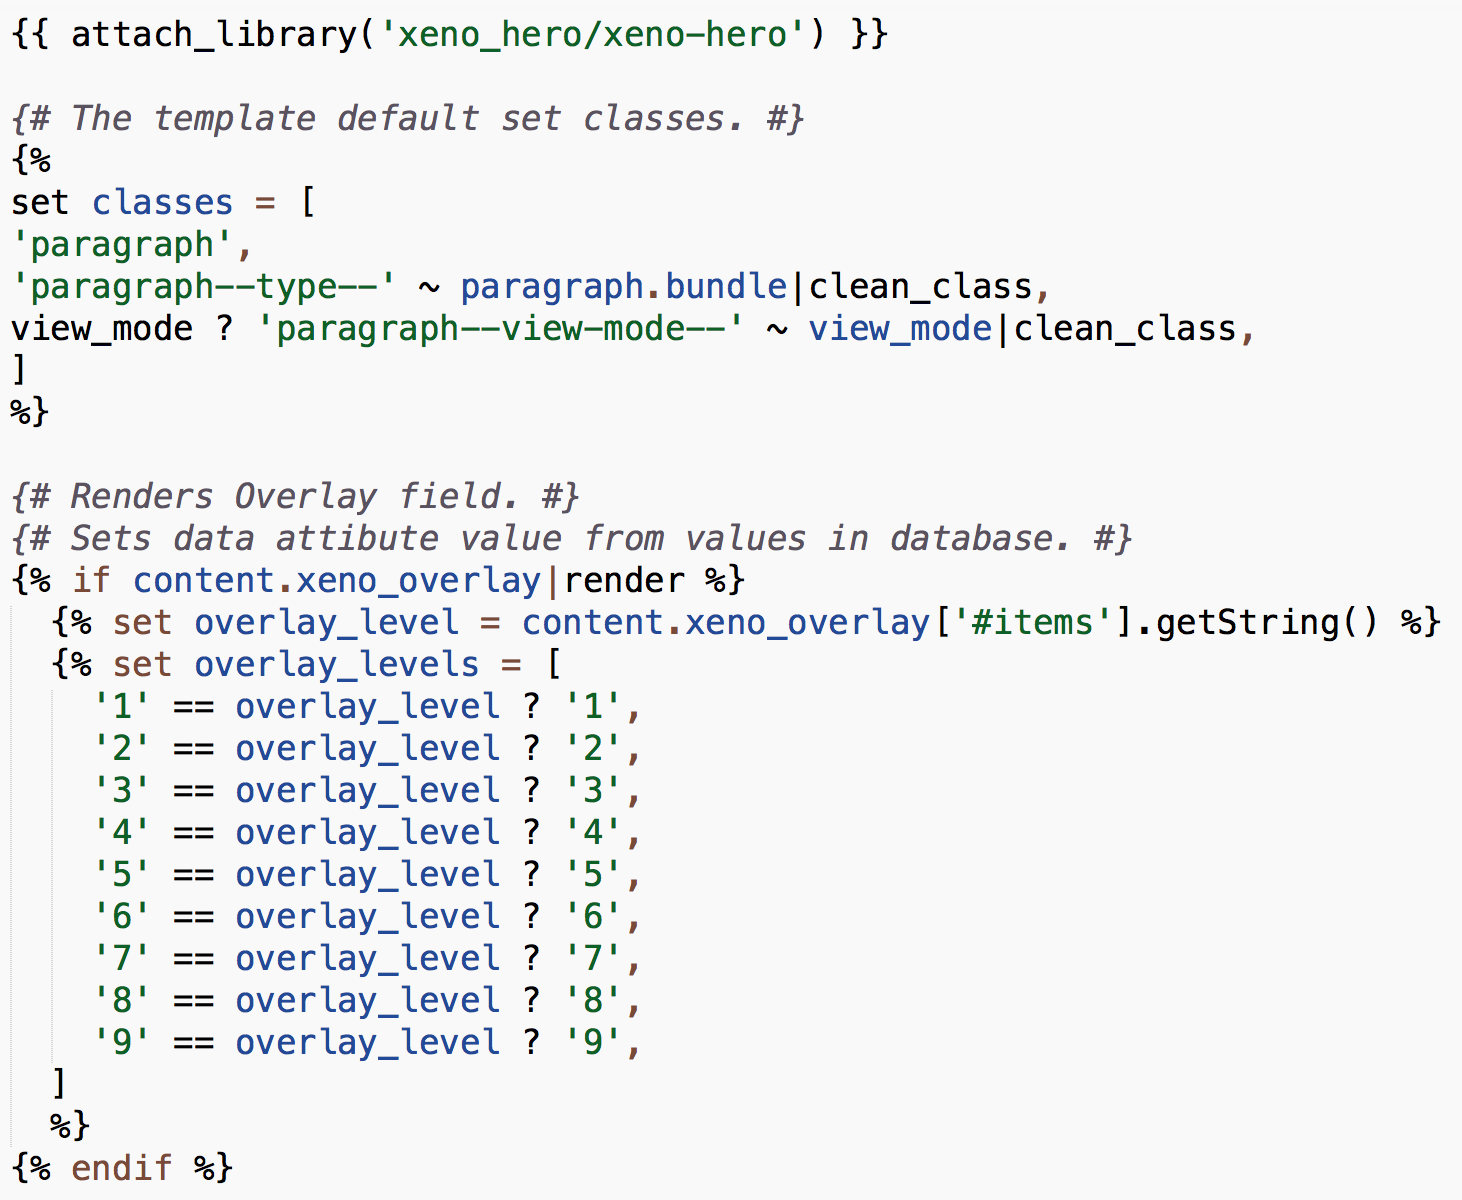 {{ attach_library('xeno_hero/xeno-hero') }}
{# The template default set classes. #}
{%
set classes = [
'paragraph',
'paragraph--type--' ~ paragraph.bundle|clean_class,
view_mode ? 'paragraph--view-mode--' ~ view_mode|clean_class,
]
%}
{# Renders Overlay field. #}
{# Sets data attibute value from values in database. #}
{% if content.xeno_overlay|render %}
{% set overlay_level = content.xeno_overlay['#items'].getString() %}
{% set overlay_levels = [
'1' == overlay_level ? '1',
'2' == overlay_level ? '2',
'3' == overlay_level ? '3',
'4' == overlay_level ? '4',
'5' == overlay_level ? '5',
'6' == overlay_level ? '6',
'7' == overlay_level ? '7',
'8' == overlay_level ? '8',
'9' == overlay_level ? '9',
]
%}
{% endif %}